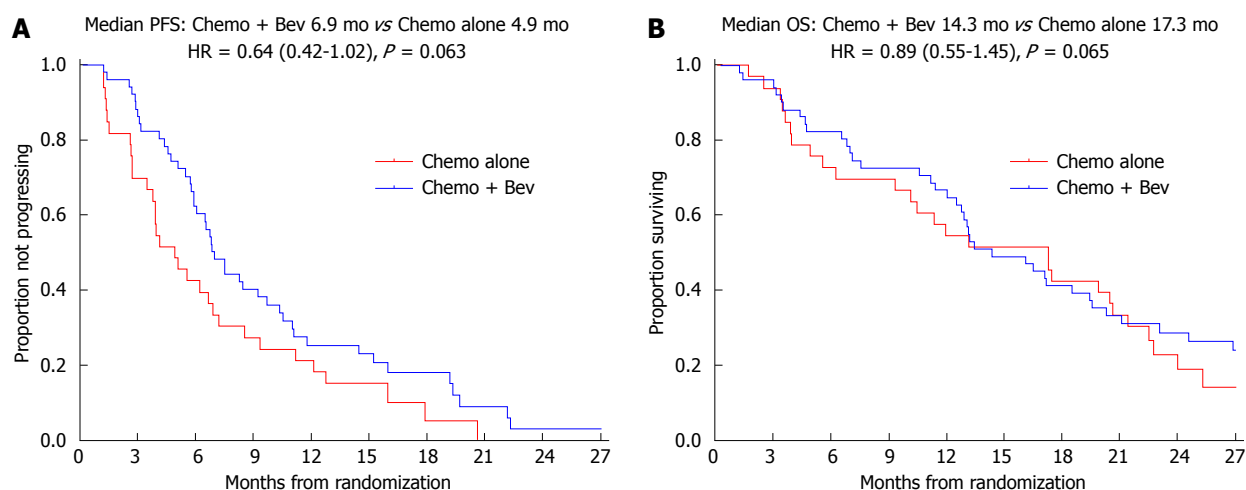 A
Median PFS: Chemo + Bev 6.9 mo vs Chemo alone 4.9 mo
HR = 0.64 (0.42-1.02), P = 0.063
1.0
0.8
0.6
0.4
0.2
0.0
Proportion not progressing
Chemo alone
Chemo + Bev
3 6 9 12 15 18 21 24 27
0
Months from randomization
B
Median OS: Chemo + Bev 14.3 mo vs Chemo alone 17.3 mo
HR = 0.89 (0.55-1.45), P = 0.065
1.0
0.8
0.6
0.4
0.2
0.0
Proportion surviving
Chemo alone
Chemo + Bev
0 3 6 9 12 15 18 21 24 27
Months from randomization